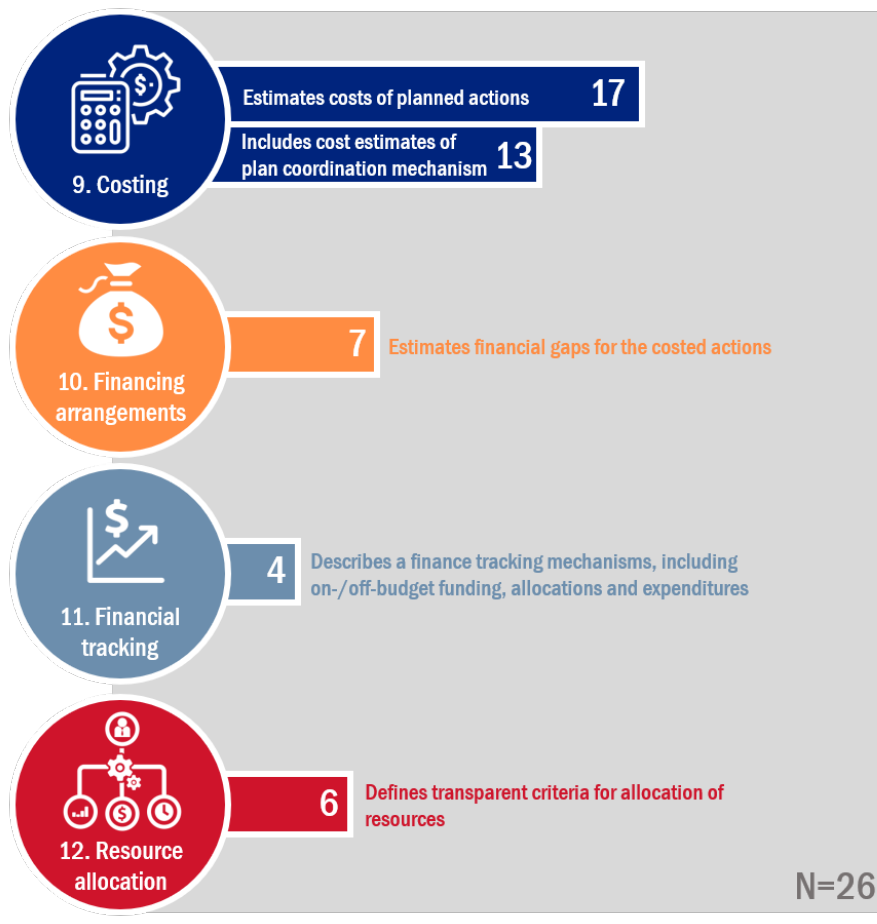 Estimates costs of planned actions 17
Includes cost estimates of
plan coordination mechanism 13
9. Costing
$
7 Estimates financial gaps for the costed actions
$
10. Financing
arrangements
$
4 Describes a finance tracking mechanisms, including
on-/off-budget funding, allocations and expenditures
11. Financial
tracking
6 Defines transparent criteria for allocation of
resources
$
12. Resource
allocation
N=26